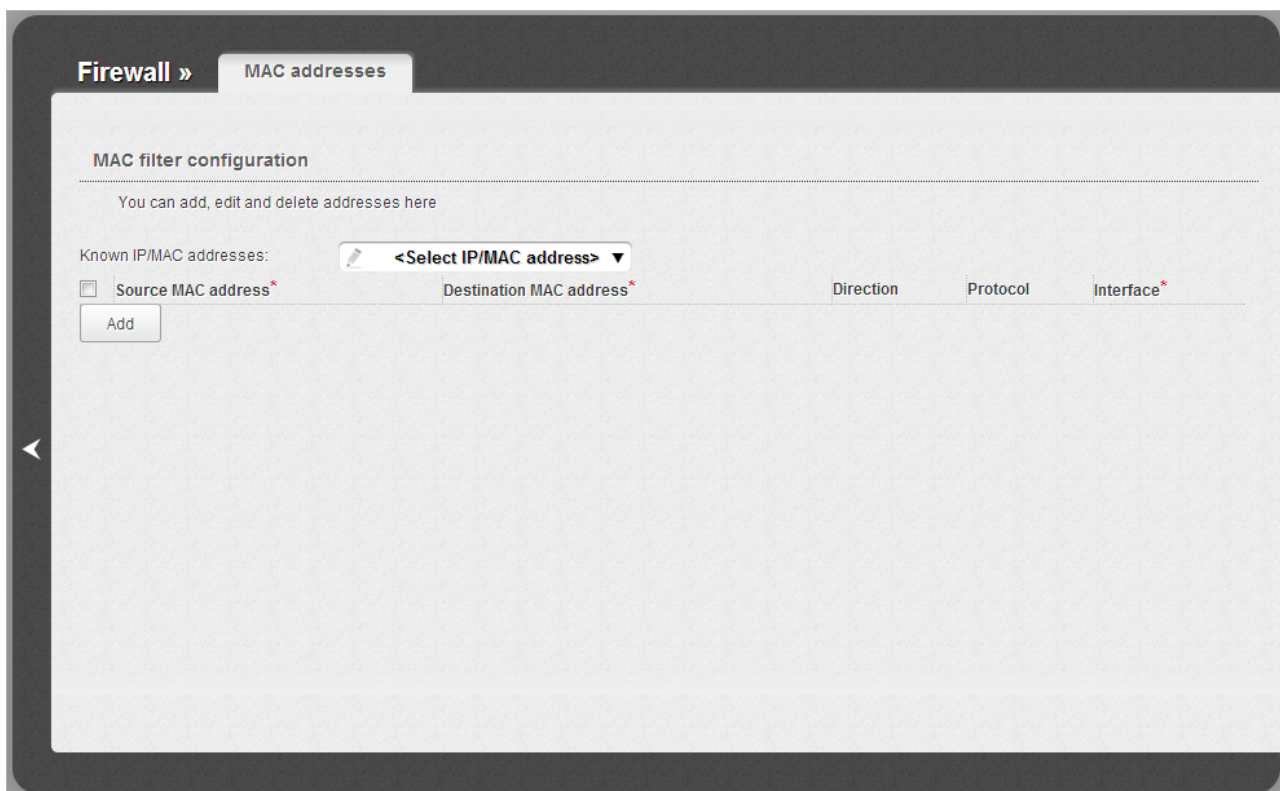 Firewall » MAC addresses
MAC filter configuration
You can add, edit and delete addresses here
Known IP/MAC addresses: <Select IP/MAC address> ▼
Source MAC address* Destination MAC address* Direction Protocol Interface*
Add